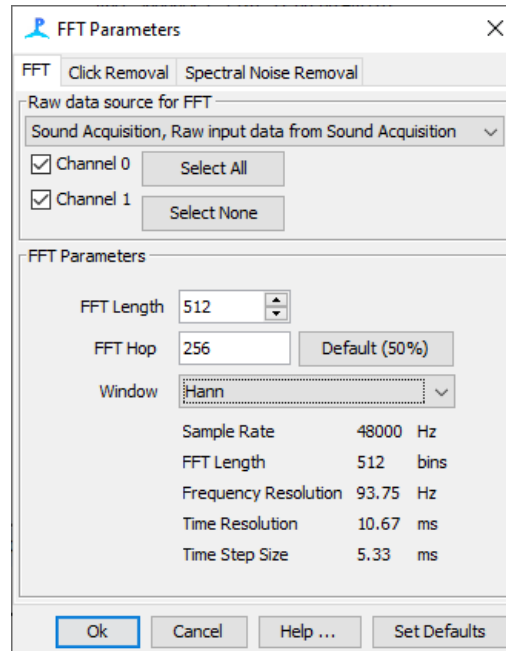 FFT Parameters
FFT Click Removal Spectral Noise Removal
Raw data source for FFT
Sound Acquisition, Raw input data from Sound Acquisition
Channel 0 Select All
Channel 1 Select None
FFT Parameters
FFT Length 512
FFT Hop 256 Default (50%)
Window Hann
Sample Rate 48000 Hz
FFT Length 512 bins
Frequency Resolution 93.75 Hz
Time Resolution 10.67 ms
Time Step Size 5.33 ms
Ok Cancel Help ... Set Defaults